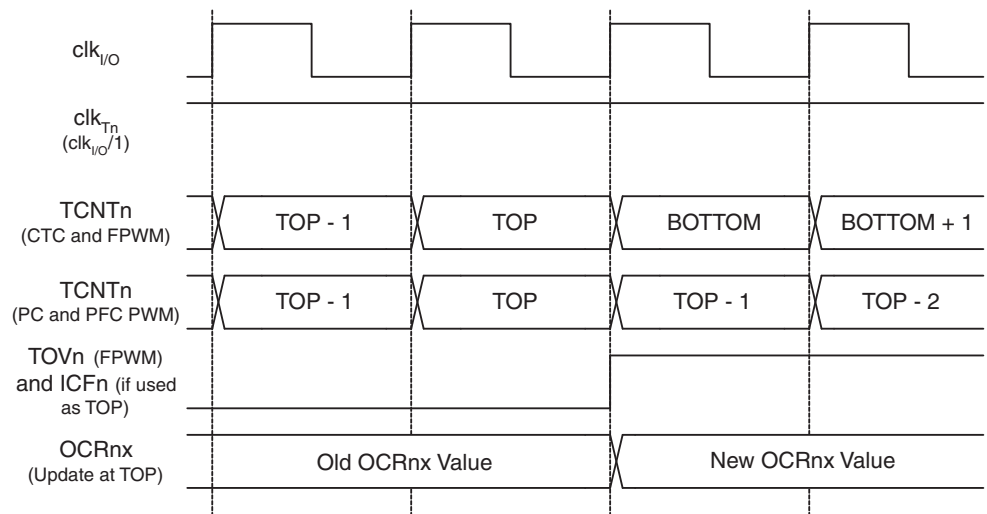 clkI/O
clkTn
(clkI/O/1)
TCNTn
(CTC and FPWM)
TOP - 1
TOP
BOTTOM
BOTTOM + 1
TCNTn
(PC and PFC PWM)
TOP - 1
TOP
TOP - 1
TOP - 2
TOVn (FPWM)
and ICFn (if used
as TOP)
OCRnx
(Update at TOP)
Old OCRnx Value
New OCRnx Value